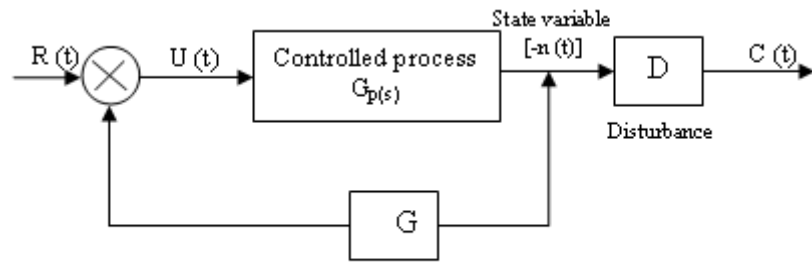 State variable
[-n (t)]
R (t)
U (t)
Controlled process
Gp(s)
D
C (t)
Disturbance
G